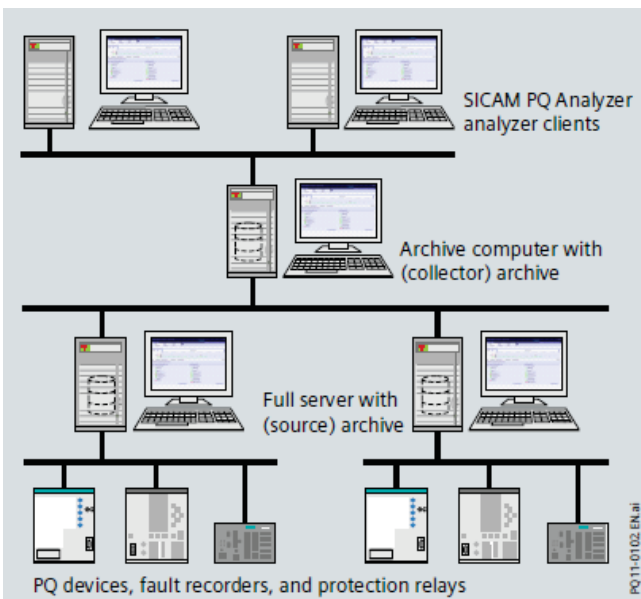 SICAM PQ Analyzer
analyzer clients
Archive computer with
(collector) archive
Full server with
(source) archive
PQ devices, fault recorders, and protection relays
PQ11-0102 EN.ai